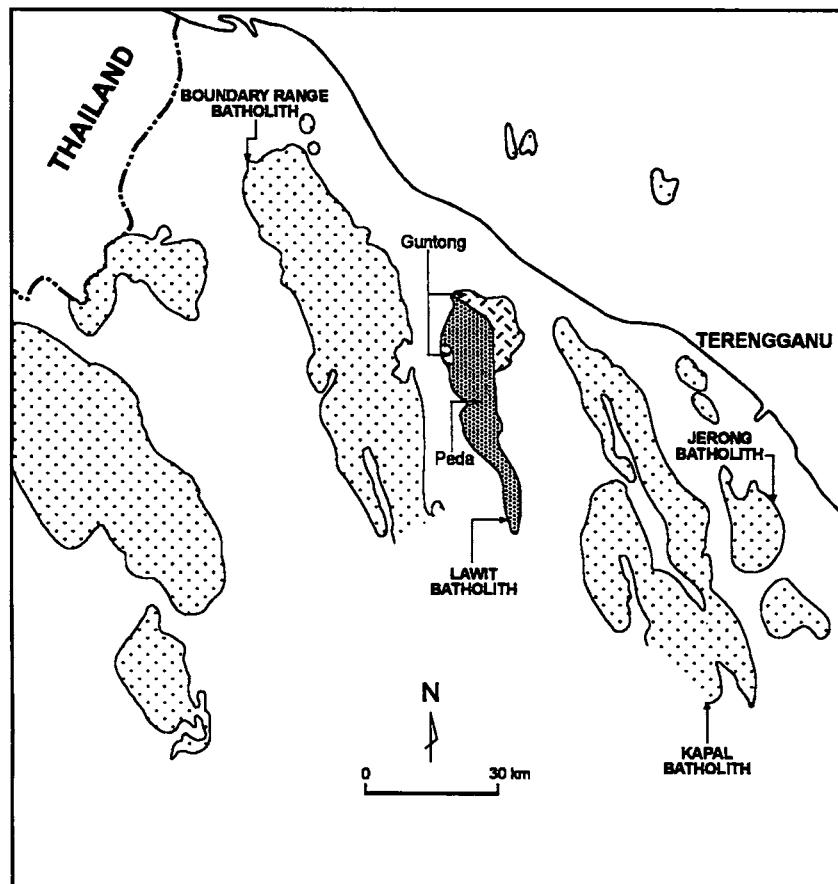 THAILAND
BOUNDARY RANGE
BATHOLITH
Guntong
TERENGGANU
JERONG
BATHOLITH
Peda
LAWIT
BATHOLITH
N
0 30 km
KAPAL
BATHOLITH